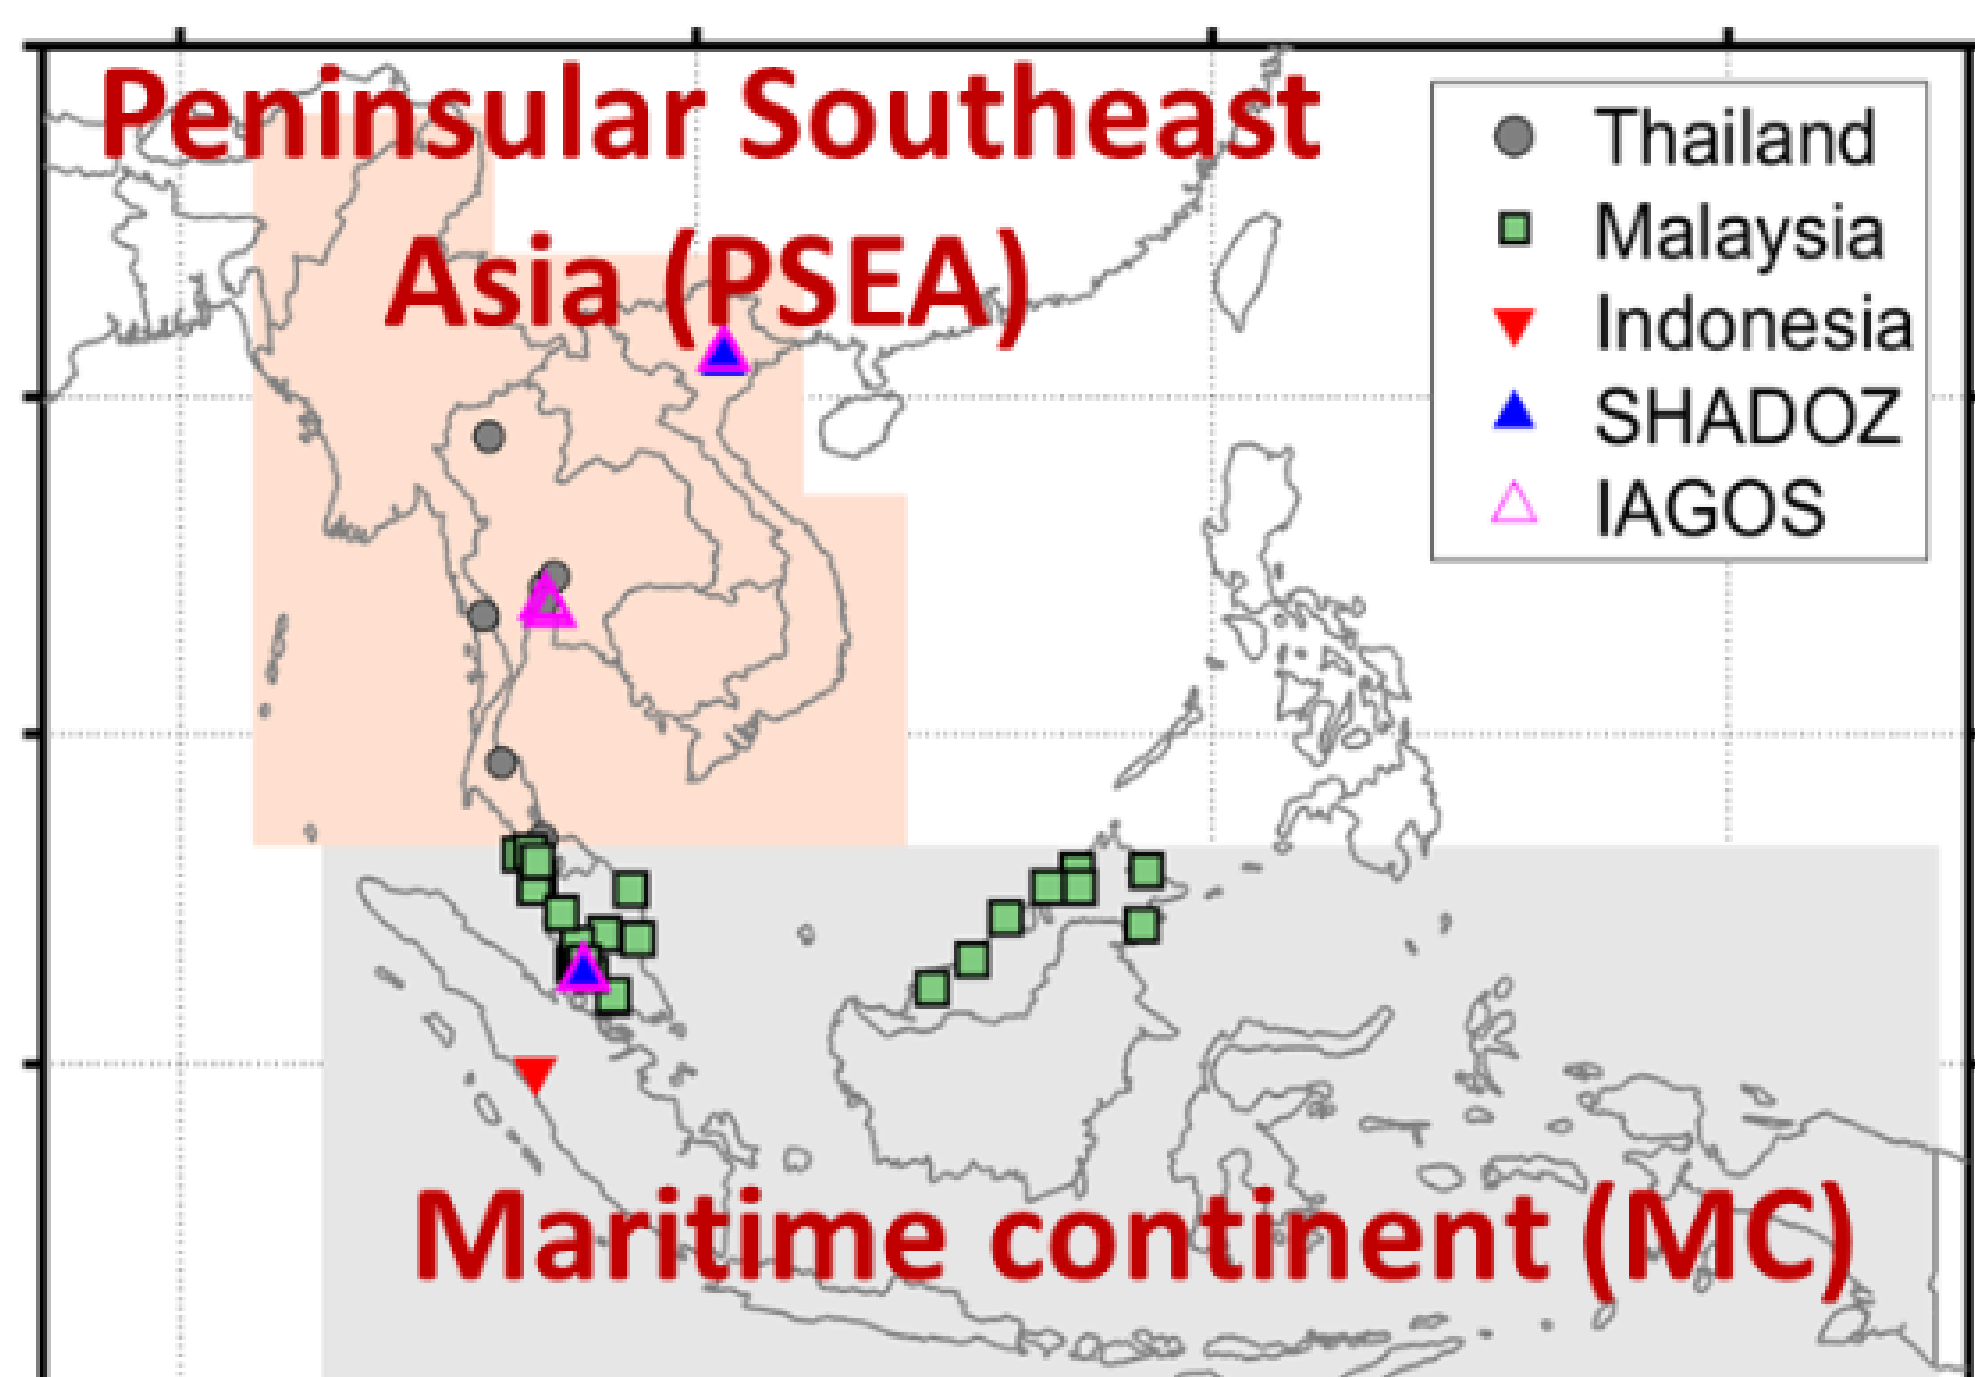 Peninsular Southeast
Asia (PSEA)
Thailand
Malaysia
Indonesia
SHADOZ
IAGOS
Maritime continent (MC)